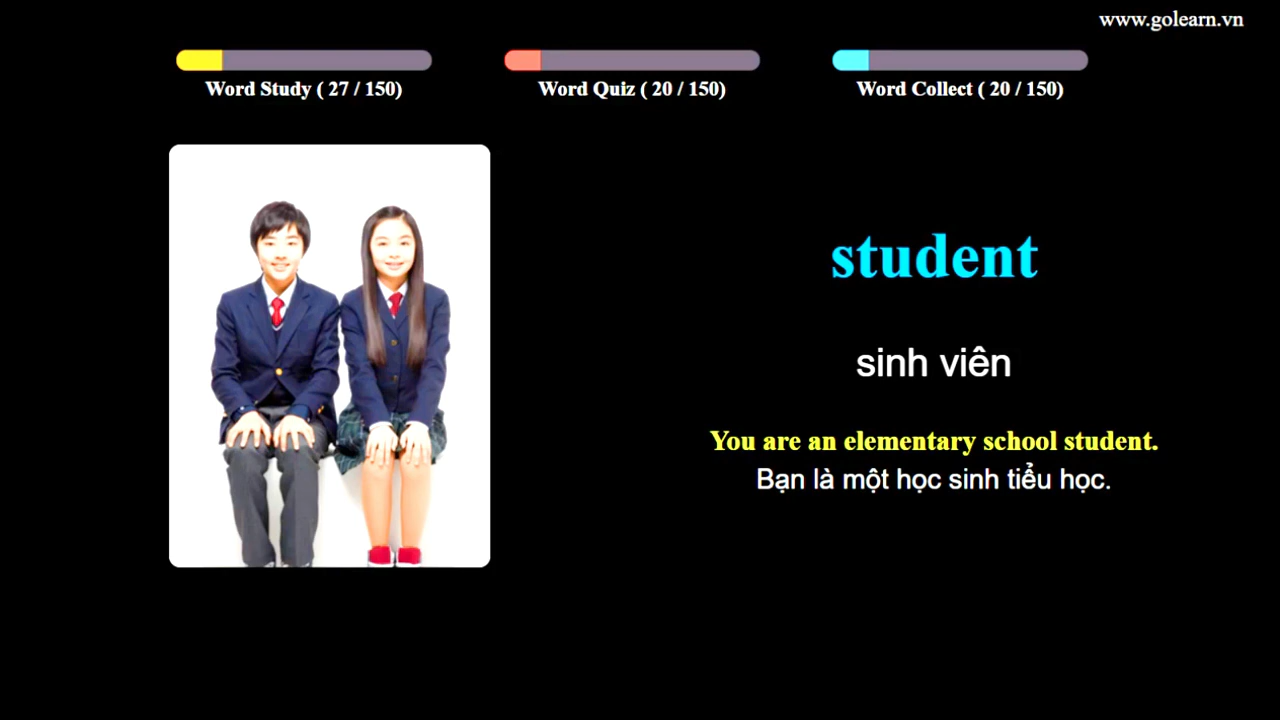 www.golearn.vn
Word Study ( 27 / 150)
Word Quiz ( 20 / 150)
Word Collect ( 20 / 150)
student
sinh viên
You are an elementary school student.
Bạn là một học sinh tiểu học.